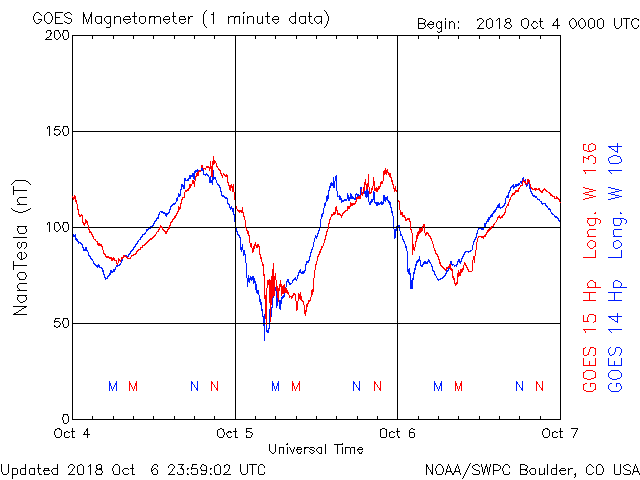 GOES Magnetometer (1 minute data)
Begin: 2018 Oct 4 0000 UTC
200
150
100
50
0
NanoTesla (nT)
M M N N M M N N M M N N
Oct 4 Oct 5 Oct 6 Oct 7
Universal Time
GOES 15 Hp Long. W 136
GOES 14 Hp Long. W 104
Updated 2018 Oct 6 23:59:02 UTC
NOAA/SWPC Boulder, CO USA